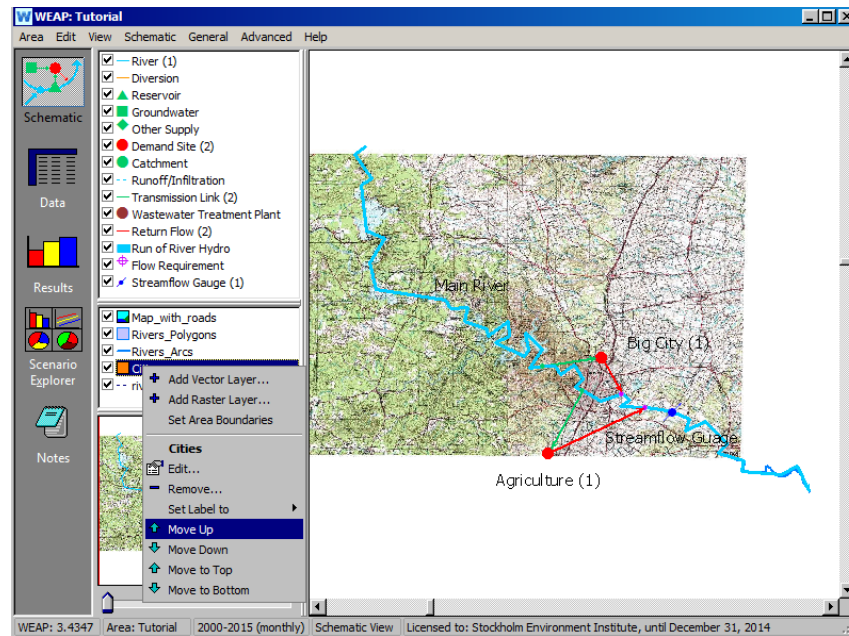 WEAP: Tutorial
Area Edit View Schematic General Advanced Help
Schematic
Data
Results
Scenario
Explorer
Notes
River (1)
Diversion
Reservoir
Groundwater
Other Supply
Demand Site (2)
Catchment
Runoff/Infiltration
Transmission Link (2)
Wastewater Treatment Plant
Return Flow (2)
Run of River Hydro
Flow Requirement
Streamflow Gauge (1)
Map_with_roads
Rivers_Polygons
Rivers_Arcs
Add Vector Layer...
Add Raster Layer...
Set Area Boundaries
Cities
Edit...
Remove...
Set Label to
Move Up
Move Down
Move to Top
Move to Bottom
Main River
Big City (1)
Streamflow Guage
Agriculture (1)
WEAP: 3.4347 Area: Tutorial 2000-2015 (monthly) Schematic View Licensed to: Stockholm Environment Institute, until December 31, 2014